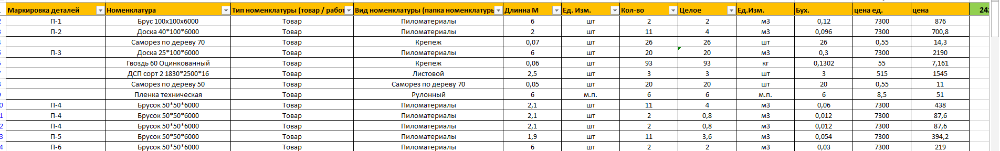 Маркировка деталей Номенклатура Тип номенклатуры (товар / работ Вид номенклатуры (папка номенклатуры Длинна М Ед. Изм. Кол-во Целое Ед.Изм. Бух. цена ед. цена 242
П-1 Брус 100х100х6000 Товар Пиломатериалы 6 шт 2 2 м3 0,12 7300 876
П-2 Доска 40*100*6000 Товар Пиломатериалы 2 шт 11 4 м3 0,096 7300 700,8
Саморез по дереву 70 Товар Крепеж 0,07 шт 26 26 шт 26 0,55 14,3
П-3 Доска 25*100*6000 Товар Пиломатериалы 6 шт 20 20 м3 0,3 7300 2190
Гвоздь 60 Оцинкованный Товар Крепеж 0,06 шт 93 93 кг 0,1302 55 7,161
ДСП сорт 2 1830*2500*16 Товар Листовой 2,5 шт 3 3 шт 3 515 1545
Саморез по дереву 50 Товар Саморез по дереву 70 0,05 шт 20 20 шт 20 0,55 11
Пленка техническая Товар Рулонный 6 м.п. 6 6 м.п. 6 8,5 51
П-4 Брусок 50*50*6000 Товар Пиломатериалы 2,1 шт 11 4 м3 0,06 7300 438
П-4 Брусок 50*50*6000 Товар Пиломатериалы 2,1 шт 2 0,8 м3 0,012 7300 87,6
П-4 Брусок 50*50*6000 Товар Пиломатериалы 2,1 шт 2 0,8 м3 0,012 7300 87,6
П-5 Брусок 50*50*6000 Товар Пиломатериалы 1,9 шт 11 3,6 м3 0,054 7300 394,2
П-6 Брусок 50*50*6000 Товар Пиломатериалы 6 шт 2 2 м3 0,03 7300 219